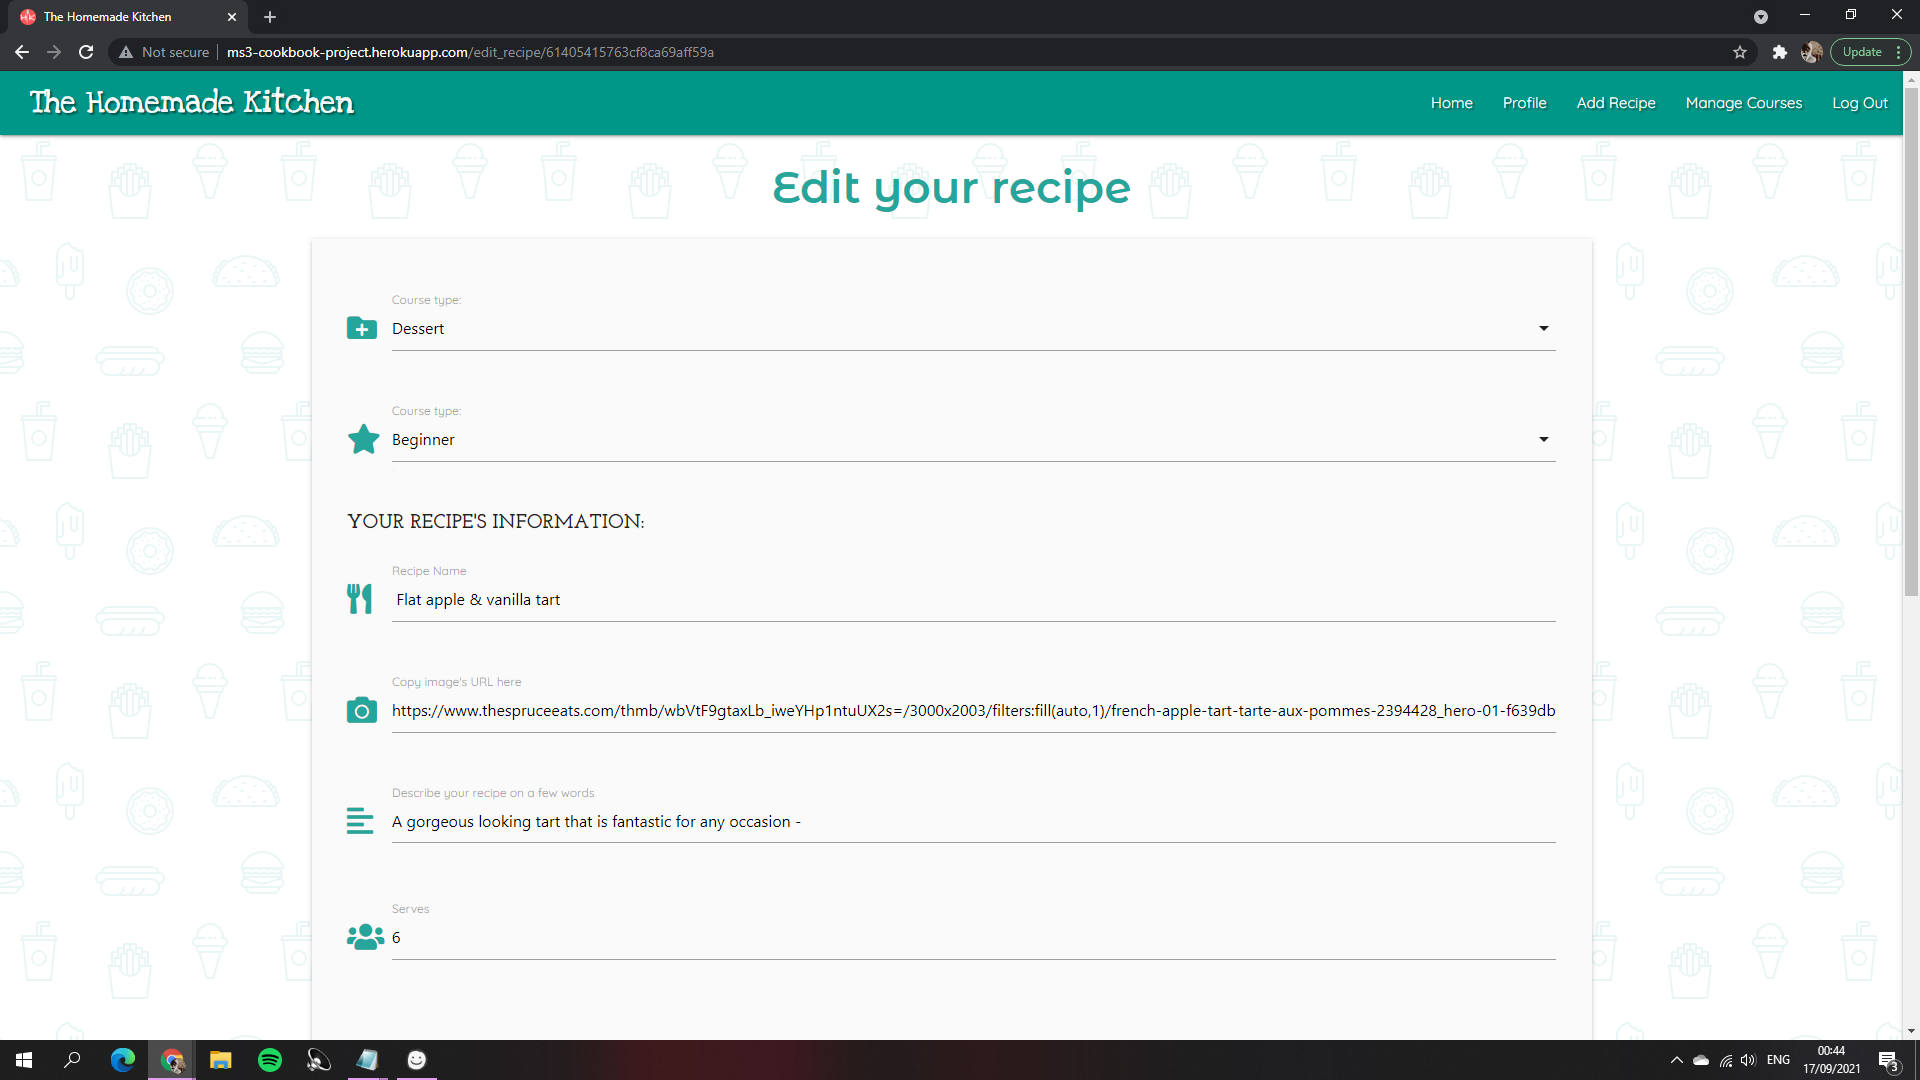 The Homemade Kitchen
Update
Not secure
ms3-cookbook-project.herokuapp.com/edit_recipe/61405415763cf8ca69aff59a
The Homemade Kitchen
Home
Profile
Add Recipe
Manage Courses
Log Out
Edit your recipe
Course type:
Dessert
Course type:
Beginner
YOUR RECIPE'S INFORMATION:
Recipe Name
Flat apple & vanilla tart
Copy image's URL here
https://www.thespruceeats.com/thmb/wbVtF9gtaxLb_iweYHp1ntuUX2s=/3000x2003/filters:fill(auto,1)/french-apple-tart-tarte-aux-pommes-2394428_hero-01-f639db
Describe your recipe on a few words
A gorgeous looking tart that is fantastic for any occasion -
Serves
6
ENG
00:44
17/09/2021
3